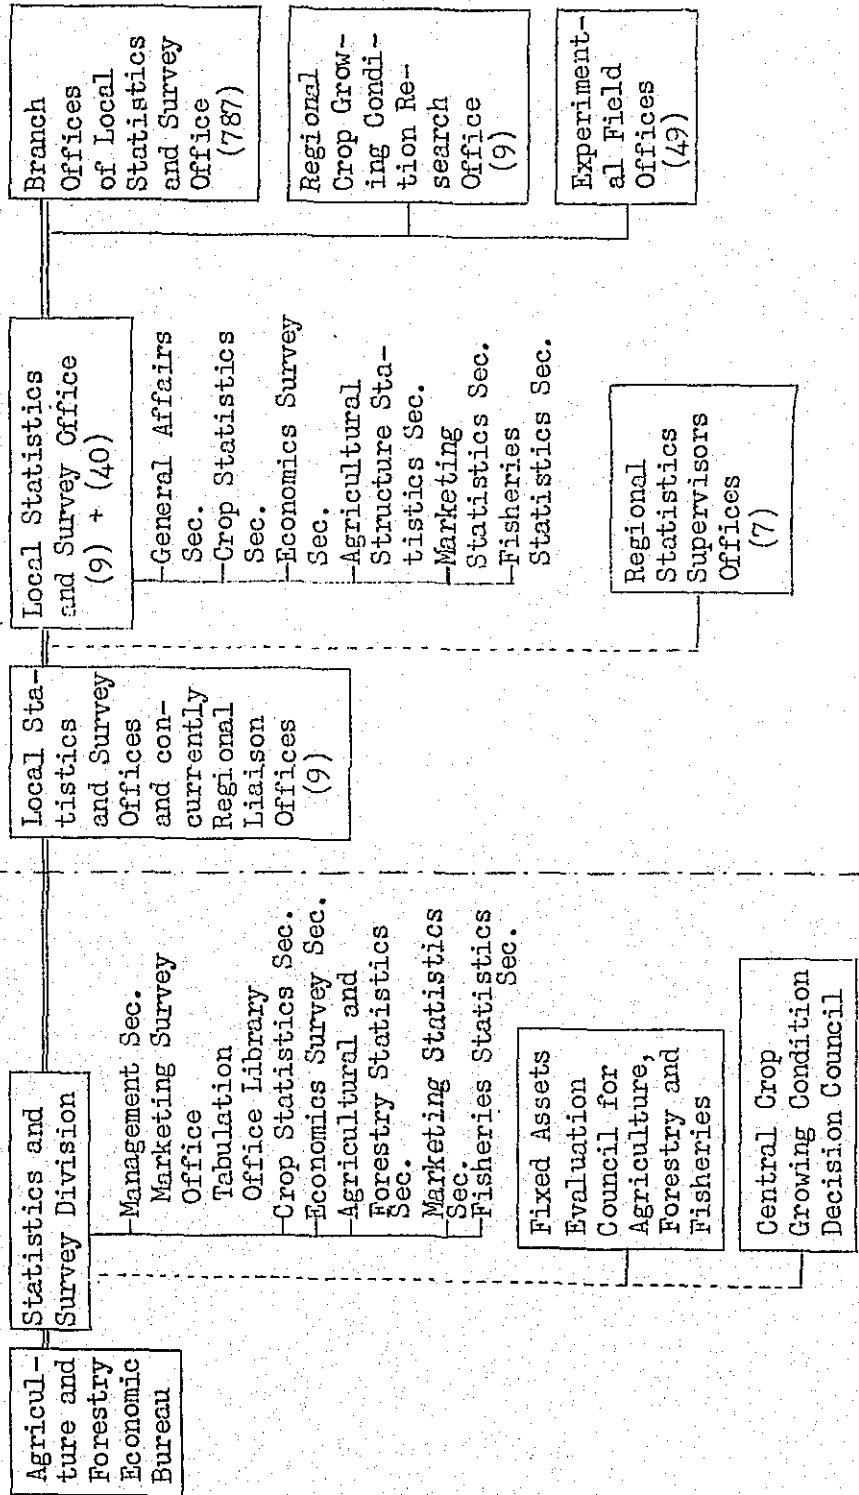 Agricul-
ture and
Forestry
Economic
Bureau
Statistics and
Survey Division
Management Sec.
Marketing Survey
Office
Tabulation
Office Library
Crop Statistics Sec.
Economics Survey Sec.
Agricultural and
Forestry Statistics
Sec.
Marketing Statistics
Sec.
Fisheries Statistics
Sec.
Fixed Assets
Evaluation
Council for
Agriculture,
Forestry and
Fisheries
Central Crop
Growing Condition
Decision Council
Local Sta-
tistics
and Survey
Offices
and con-
currently
Regional
Liaison
Offices
(9)
Local Statistics
and Survey Office
(9) + (40)
General Affairs
Sec.
Crop Statistics
Sec.
Economics Survey
Sec.
Agricultural
Structure Sta-
tistics Sec.
Marketing
Statistics Sec.
Fisheries
Statistics Sec.
Regional
Statistics
Supervisors
Offices
(7)
Branch
Offices
of Local
Statistics
and Survey
Office
(787)
Regional
Crop Grow-
ing Condi-
tion Re-
search
Office
(9)
Experiment-
al Field
Offices
(49)